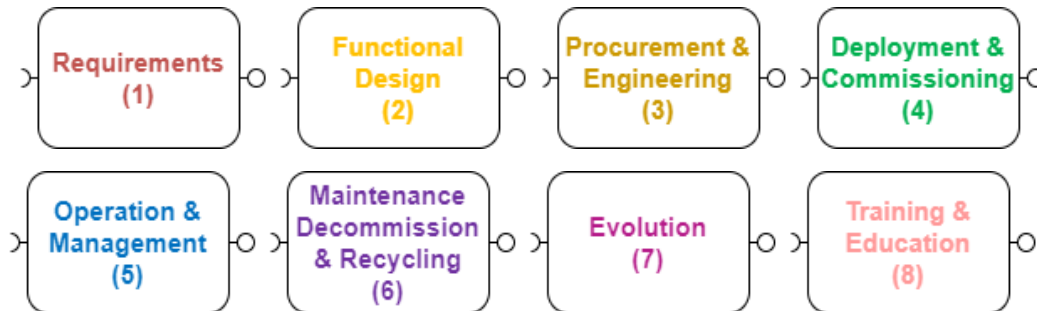 Requirements
(1)
Functional
Design
(2)
Procurement &
Engineering
(3)
Deployment &
Commissioning
(4)
Operation &
Management
(5)
Maintenance
Decommission
& Recycling
(6)
Evolution
(7)
Training &
Education
(8)